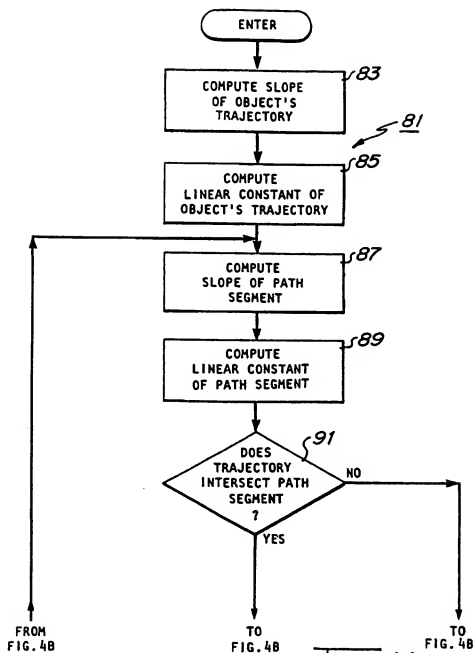 ENTER
83
COMPUTE SLOPE
OF OBJECT'S
TRAJECTORY
81
85
COMPUTE
LINEAR CONSTANT OF
OBJECT'S TRAJECTORY
87
COMPUTE
SLOPE OF PATH
SEGMENT
89
COMPUTE
LINEAR CONSTANT
OF PATH SEGMENT
91
DOES
TRAJECTORY
INTERSECT PATH
SEGMENT
?
NO
YES
FROM
FIG.4B
TO
FIG.4B
TO
FIG.4B